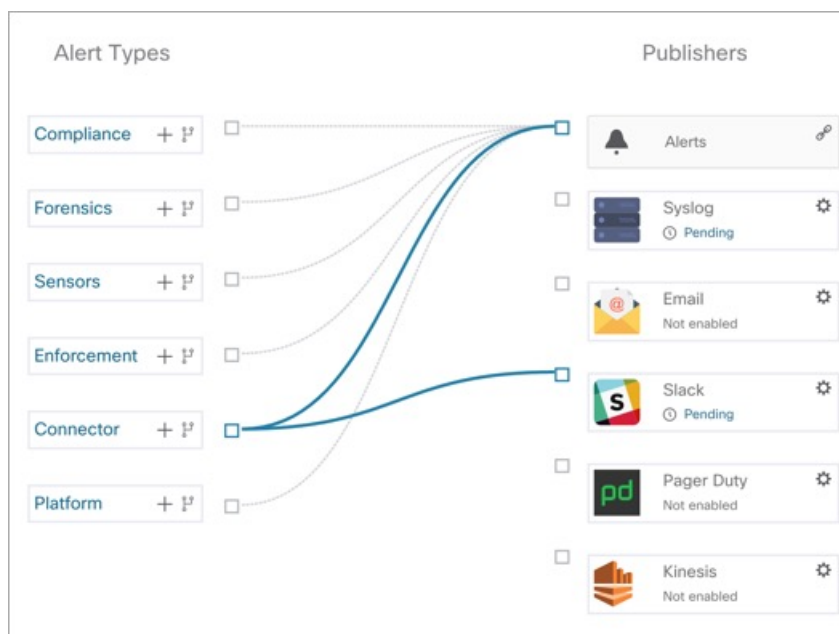 Alert Types
Publishers
Compliance
Forensics
Sensors
Enforcement
Connector
Platform
Alerts
Syslog
Pending
@
Email
Not enabled
S
Slack
Pending
pd
Pager Duty
Not enabled
Kinesis
Not enabled